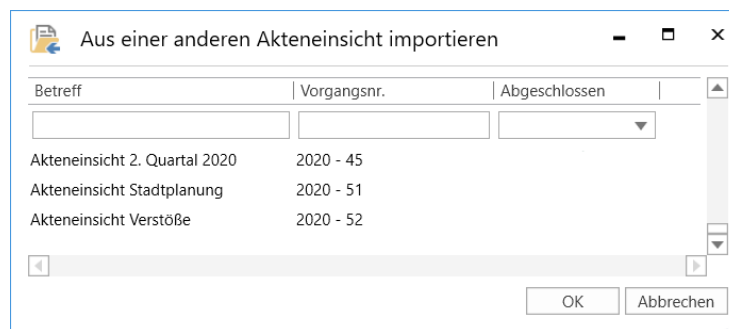 Aus einer anderen Akteneinsicht importieren
Betreff Vorgangsnr. Abgeschlossen
Akteneinsicht 2. Quartal 2020 2020 - 45
Akteneinsicht Stadtplanung 2020 - 51
Akteneinsicht Verstöße 2020 - 52
OK Abbrechen